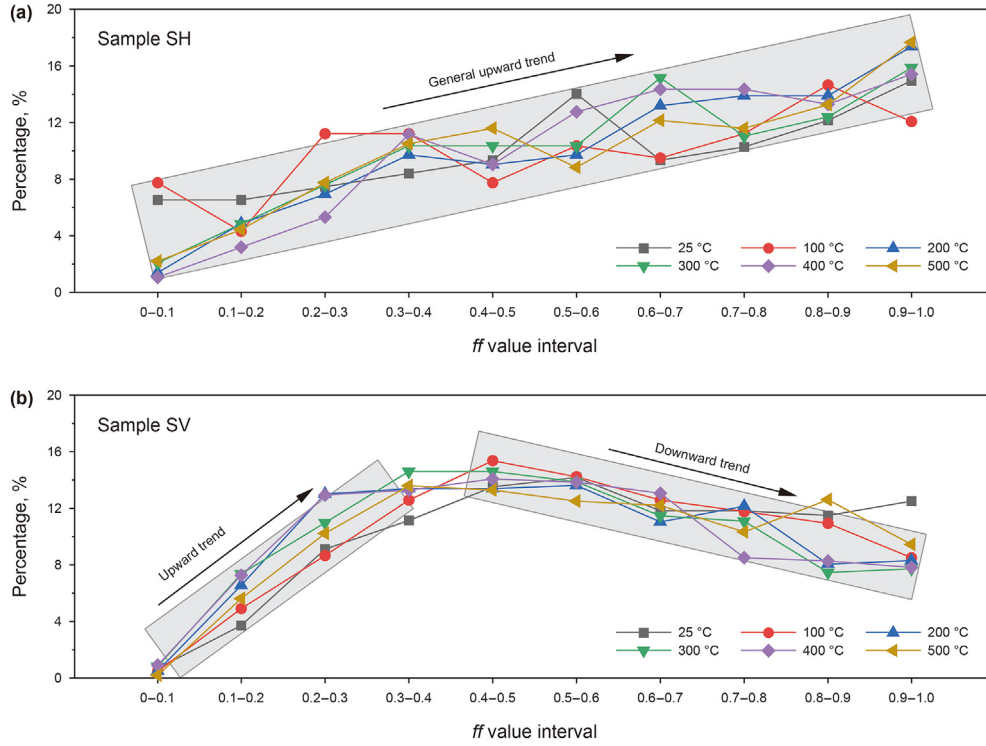 (a)
Sample SH
General upward trend
Percentage, %
20
16
12
8
4
0
25 °C 100 °C 200 °C
300 °C 400 °C 500 °C
0–0.1 0.1–0.2 0.2–0.3 0.3–0.4 0.4–0.5 0.5–0.6 0.6–0.7 0.7–0.8 0.8–0.9 0.9–1.0
ff value interval
(b)
Sample SV
Upward trend
Downward trend
Percentage, %
20
16
12
8
4
0
25 °C 100 °C 200 °C
300 °C 400 °C 500 °C
0–0.1 0.1–0.2 0.2–0.3 0.3–0.4 0.4–0.5 0.5–0.6 0.6–0.7 0.7–0.8 0.8–0.9 0.9–1.0
ff value interval